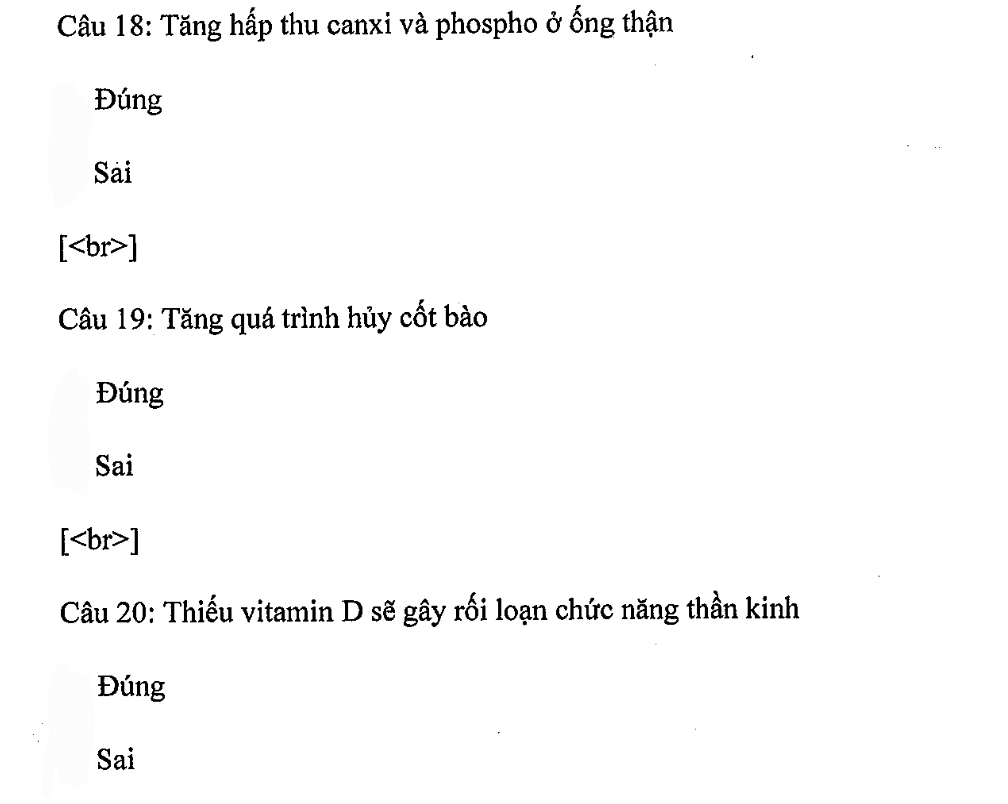 Câu 18: Tăng hấp thu canxi và phospho ở ống thận
Đúng
Sai
[<br>]
Câu 19: Tăng quá trình hủy cốt bào
Đúng
Sai
[<br>]
Câu 20: Thiếu vitamin D sẽ gây rối loạn chức năng thần kinh
Đúng
Sai